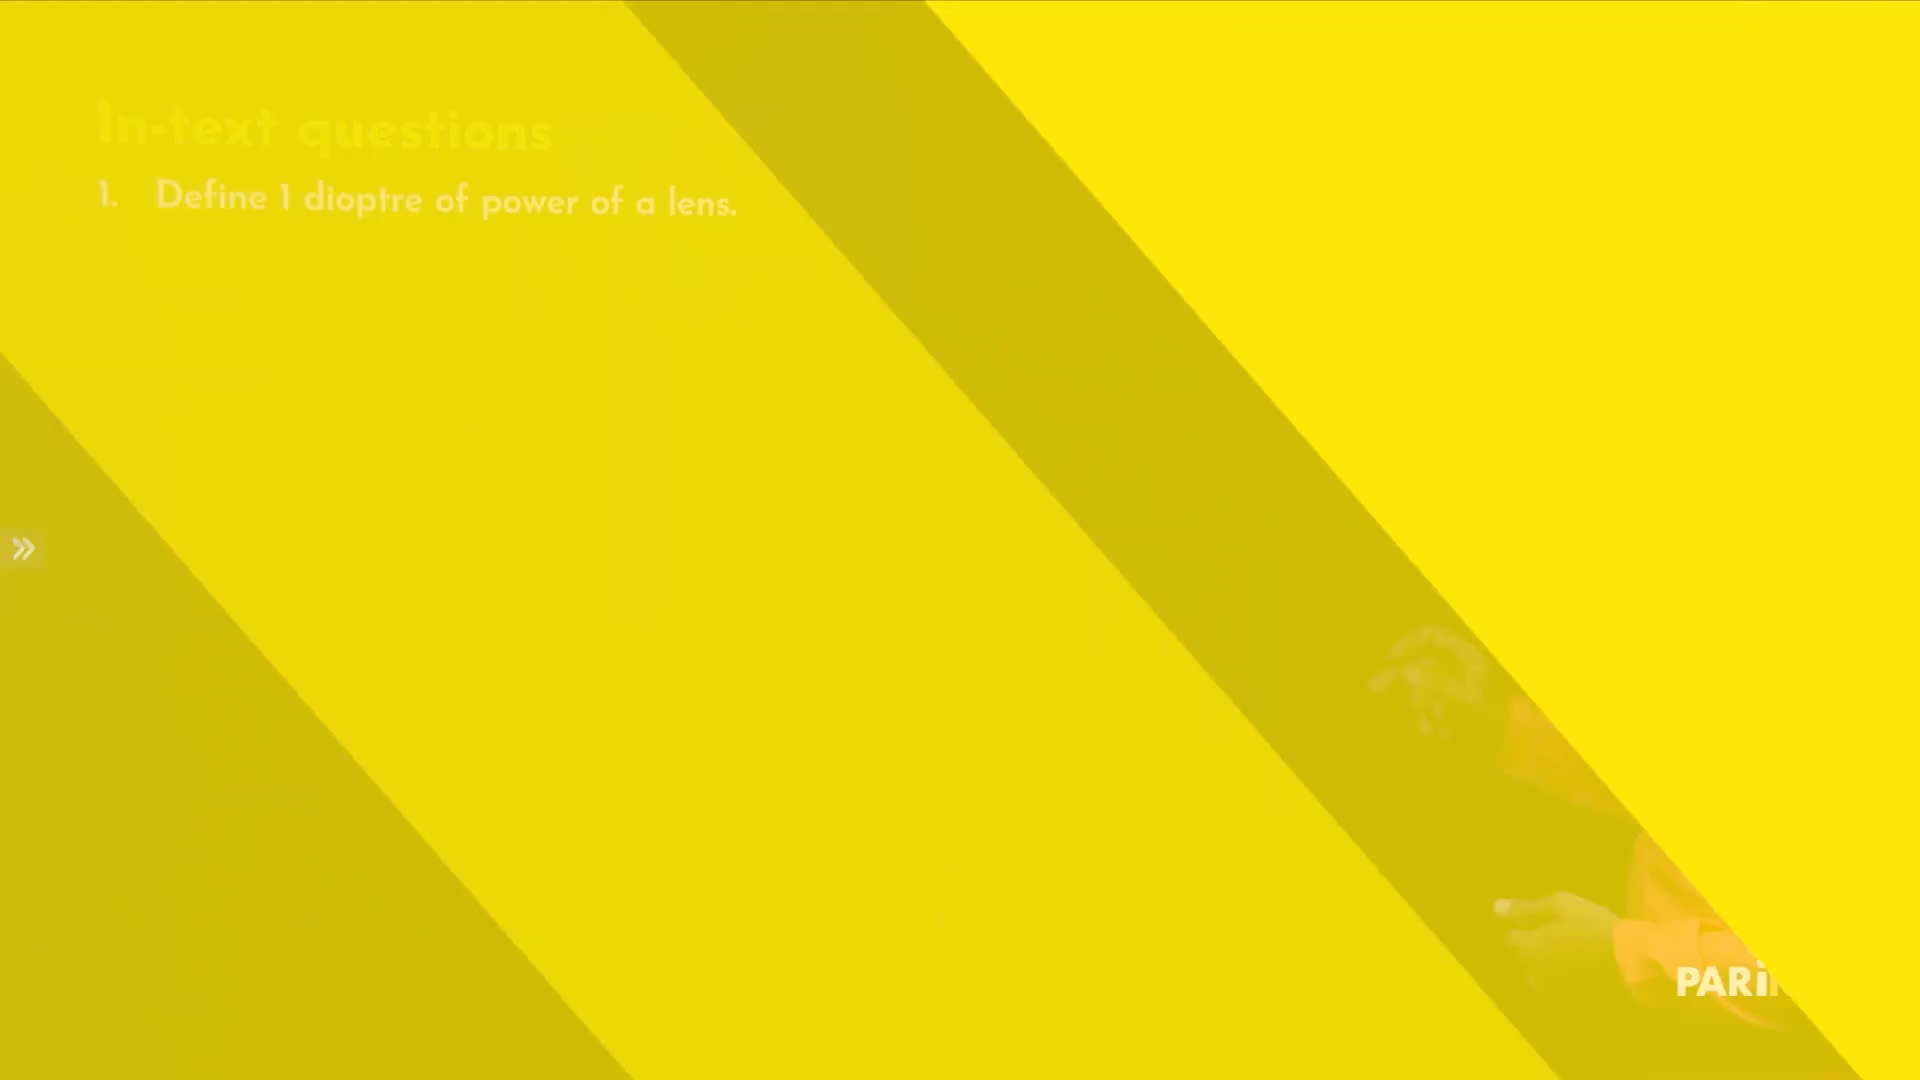 In-text questions
1. Define 1 dioptre of power of a lens.
»
PARi